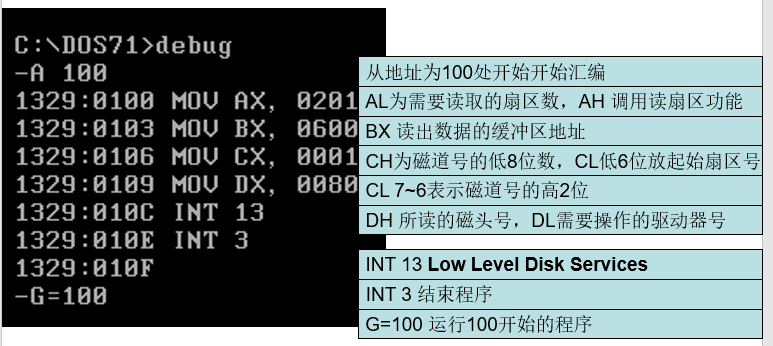 C:\DOS71>debug
-A 100
1329:0100 MOV AX, 0201
1329:0103 MOV BX, 0600
1329:0106 MOV CX, 0001
1329:0109 MOV DX, 0080
1329:010C INT 13
1329:010E INT 3
1329:010F
-G=100
从地址为100处开始开始汇编
AL为需要读取的扇区数，AH 调用读扇区功能
BX 读出数据的缓冲区地址
CH为磁道号的低8位数，CL低6位放起始扇区号
CL 7~6表示磁道号的高2位
DH 所读的磁头号，DL需要操作的驱动器号
INT 13 Low Level Disk Services
INT 3 结束程序
G=100 运行100开始的程序